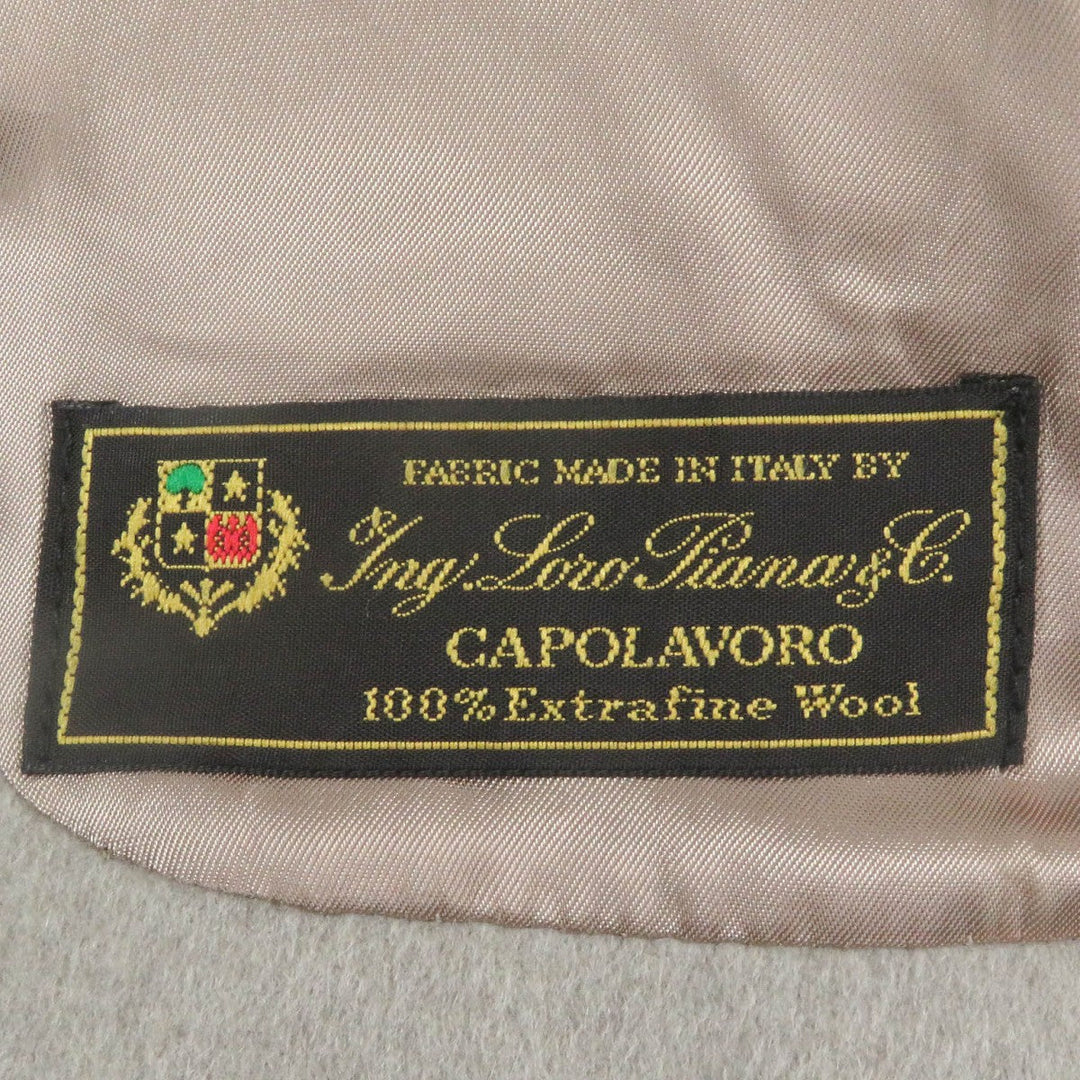 FABRIC MADE IN ITALY BY
Ing. Loro Piana & C.
CAPOLAVORO
100% Extrafine Wool